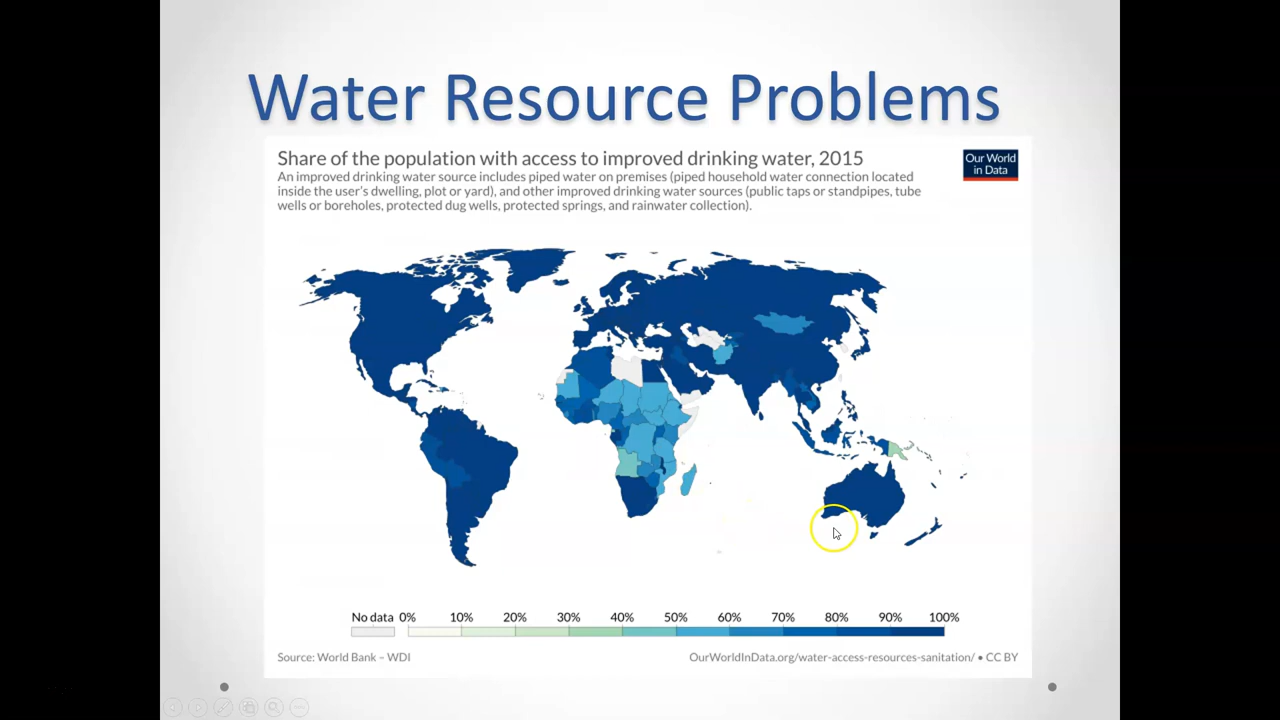 Water Resource Problems
Share of the population with access to improved drinking water, 2015
An improved drinking water source includes piped water on premises (piped household water connection located
inside the user's dwelling, plot or yard), and other improved drinking water sources (public taps or standpipes, tube
wells or boreholes, protected dug wells, protected springs, and rainwater collection).
Our World
in Data
No data 0% 10% 20% 30% 40% 50% 60% 70% 80% 90% 100%
Source: World Bank – WDI
OurWorldInData.org/water-access-resources-sanitation/ • CC BY